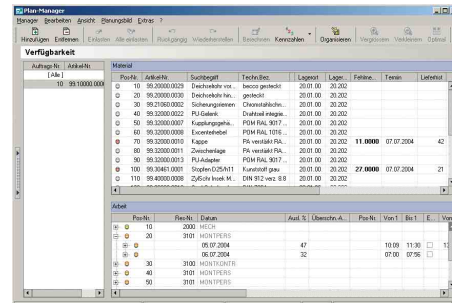 Plan-Manager
Manager Bearbeiten Ansicht Planungsbild Extras ?
Hinzufügen Entfernen Einlasten Alle einlasten Rückgängig Wiederherstellen Berechnen Kennzahlen Organisieren Vergrössern Verkleinern Optimal
Verfügbarkeit
Auftrags-Nr. Artikel-Nr.
[ Alle ]
10 99.10000.000
Material
Pos-Nr. Artikel-Nr. Suchbegriff Techn.Bez. Lagerort Lager... Fehlme... Termin Lieferfrist
10 99.20000.0029 Deichselrohr vor... becco gesteckt 20.01.00 20.202
20 99.20000.0030 Deichselrohr hin... gesteckt 20.01.00 20.202
30 99.21060.0002 Sicherungsriemen Chromstahlschn... 20.01.00 20.202
40 99.32000.0022 PU-Gelenk Drahtseil integrie... 20.01.00 20.202
50 99.32000.0007 Kupplungsgehä... POM RAL 9017 ... 20.01.00 20.202
60 99.32000.0008 Excenterhebel POM RAL 1016 ... 20.01.00 20.202
70 99.32000.0010 Kappe PA verstärkt RA... 20.01.00 20.202 11.0000 07.07.2004 42
80 99.32000.0011 Zwischenlage PA verstärkt RA... 20.01.00 20.202
90 99.32000.0013 PU-Adapter POM RAL 9017 ... 20.01.00 20.202
100 99.30461.0001 Stopfen D25/h11 Kunststoff grau 20.01.00 20.202 27.0000 07.07.2004 21
110 99.40000.0008 ZylSchr Insek M... DIN 912 verz. 8.8 20.01.00 20.202
Arbeit
Pos-Nr. Res-Nr. Datum Ausl. % Überschn.A... Pos-Nr. Von 1 Bis 1 E... Von
10 2000 MECH
20 3101 MONTPERS
05.07.2004 47 10:09 11:30
06.07.2004 32 07:00 07:56
30 3100 MONTKONTR
40 3101 MONTPERS
50 3101 MONTPERS